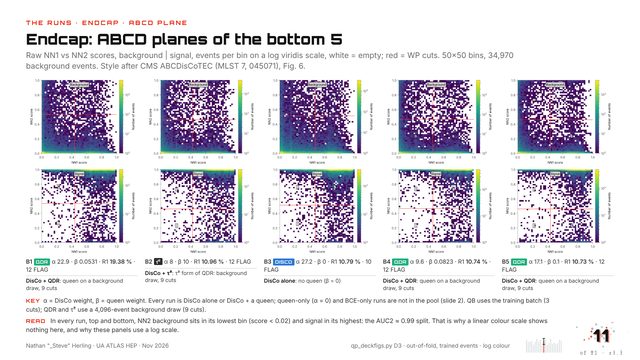 THE RUNS · ENDCAP · ABCD PLANE
Endcap: ABCD planes of the bottom 5
Raw NN1 vs NN2 scores, background | signal, events per bin on a log viridis scale, white = empty; red = WP cuts. 50×50 bins, 34,970
background events. Style after CMS ABCDisCoTEC (MLST 7, 045071), Fig. 6.
B1 QDR α 22.9 · β 0.0531 · R1 19.38 % ·
12 FLAG
DisCo + QDR: queen on a background
draw, 9 cuts
B2 τ⁸ α 8 · β 10 · R1 10.96 % · 12 FLAG
DisCo + τ⁸: τ⁸ form of QDR: background
draw, 9 cuts
B3 DISCO α 27.2 · β 0 · R1 10.79 % · 10
FLAG
DisCo alone: no queen (β = 0)
B4 QDR α 9.6 · β 0.0823 · R1 10.74 % ·
12 FLAG
DisCo + QDR: queen on a background
draw, 9 cuts
B5 QDR α 17.1 · β 0.1 · R1 10.73 % · 12
FLAG
DisCo + QDR: queen on a background
draw, 9 cuts
KEY α = DisCo weight, β = queen weight. Every run is DisCo alone or DisCo + a queen; queen-only (α = 0) and BCE-only runs are not in the pool (slide 2). QB uses the training batch (3
cuts); QDR and τ⁸ use a 4,096-event background draw (9 cuts).
READ In every run, top and bottom, NN2 background sits in its lowest bin (score < 0.02) and signal in its highest; the AUC2 ≈ 0.99 split. That is why a linear colour scale shows
nothing here, and why these panels use a log scale.
Nathan "_Steve" Herling · UA ATLAS HEP · Nov 2026
qp_deckfigs.py D3 · out-of-fold, trained events · log colour
11